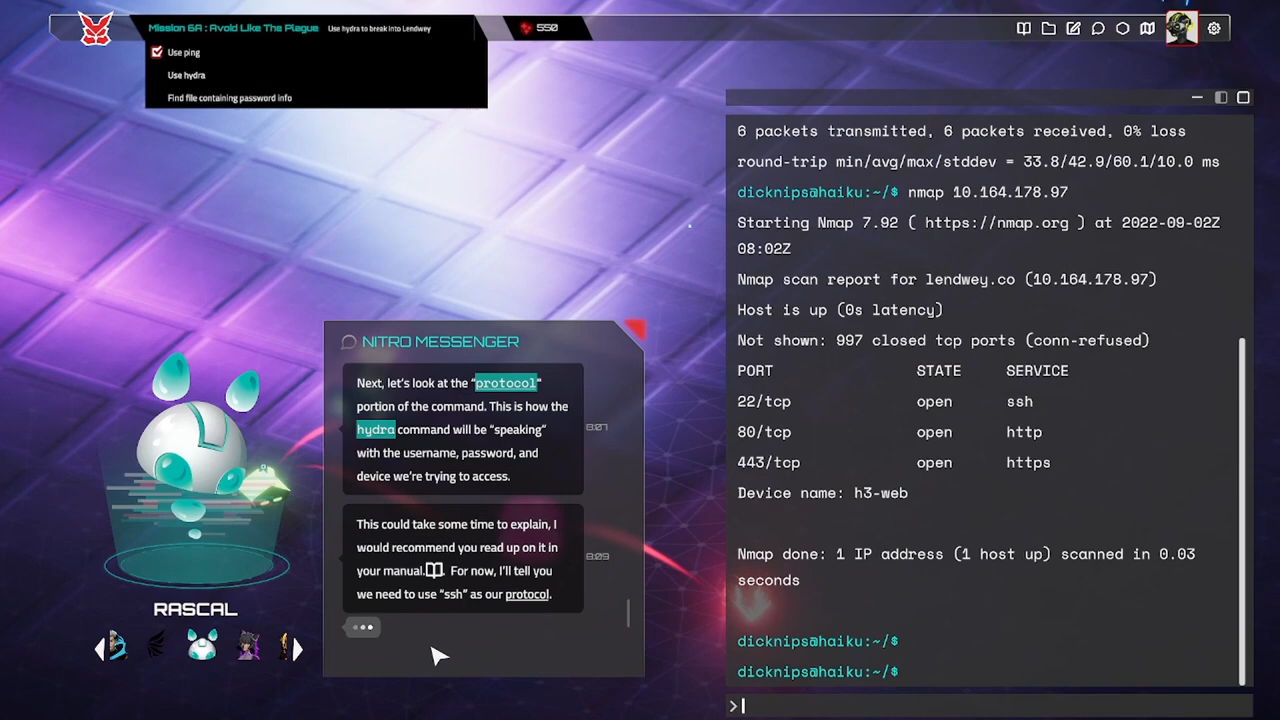 Mission 6A : Avoid Like The Plague Use hydra to break into Lendwey
550
Use ping
Use hydra
Find file containing password info
6 packets transmitted, 6 packets received, 0% loss
round-trip min/avg/max/stddev = 33.8/42.9/60.1/10.0 ms
dicknips@haiku:~/$ nmap 10.164.178.97
Starting Nmap 7.92 ( https://nmap.org ) at 2022-09-02Z
08:02Z
Nmap scan report for lendwey.co (10.164.178.97)
Host is up (0s latency)
Not shown: 997 closed tcp ports (conn-refused)
PORT STATE SERVICE
22/tcp open ssh
80/tcp open http
443/tcp open https
Device name: h3-web
Nmap done: 1 IP address (1 host up) scanned in 0.03
seconds
dicknips@haiku:~/$
dicknips@haiku:~/$
>
NITRO MESSENGER
Next, let's look at the "protocol"
portion of the command. This is how the
hydra command will be "speaking"
with the username, password, and
device we're trying to access.
8:07
This could take some time to explain, I
would recommend you read up on it in
your manual. For now, I'll tell you
we need to use "ssh" as our protocol.
8:09
RASCAL